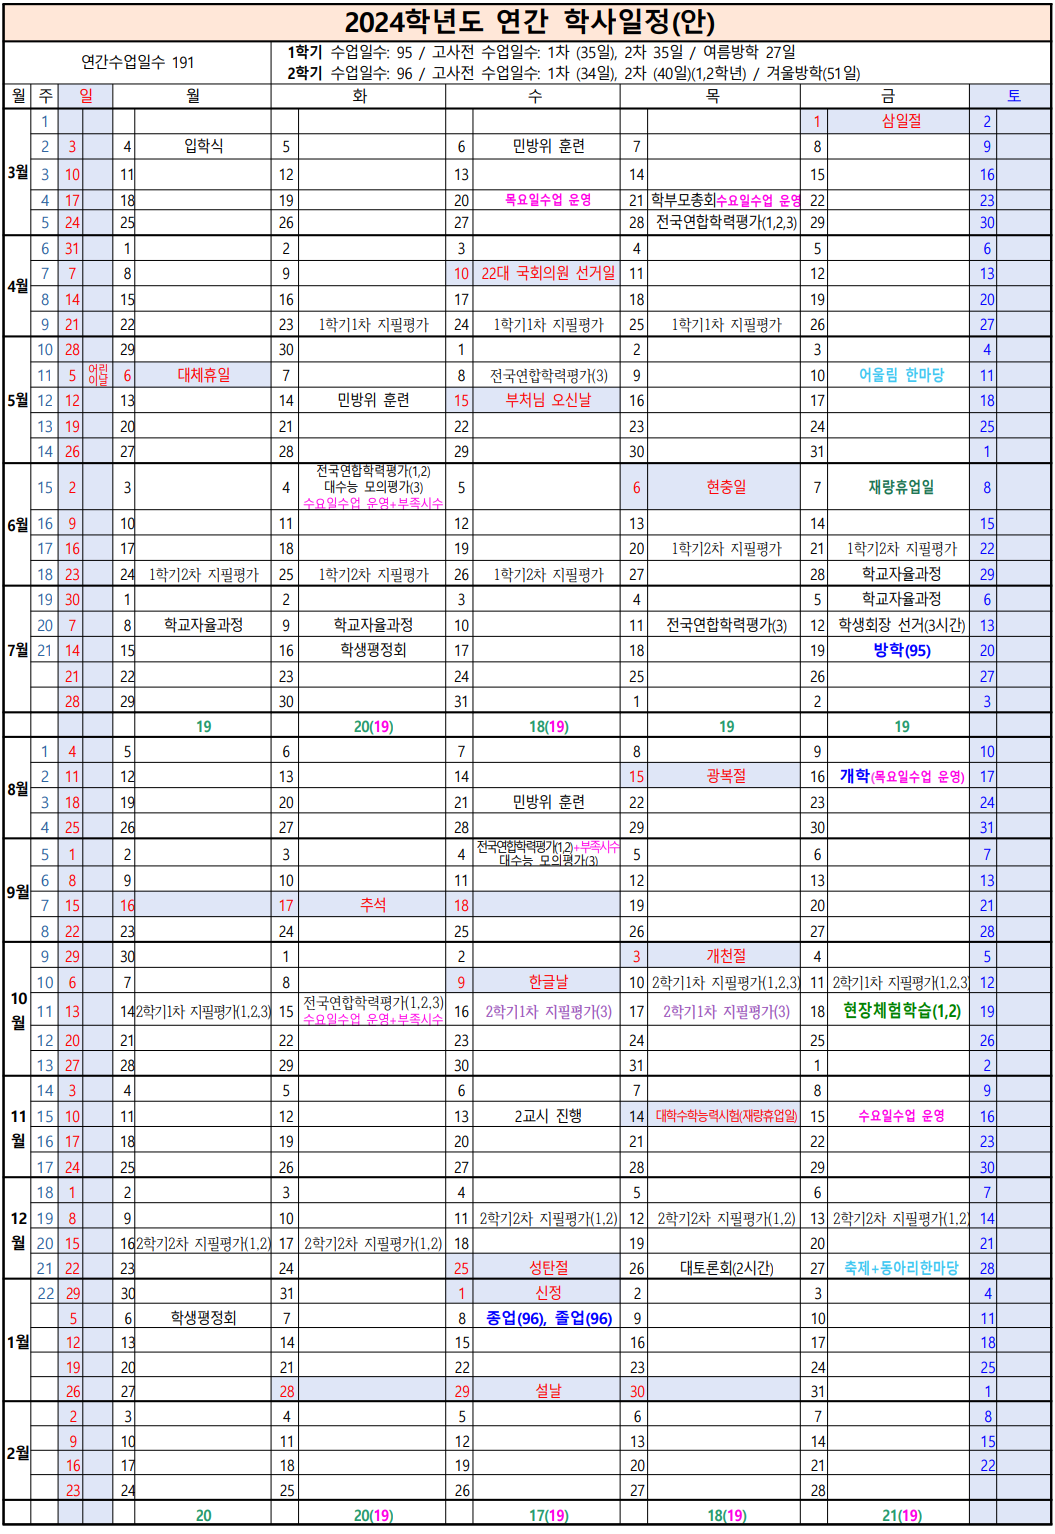 2024학년도 연간 학사일정(안)
연간수업일수 191
1학기 수업일수: 95 / 고사전 수업일수: 1차 (35일), 2차 35일 / 여름방학 27일
2학기 수업일수: 96 / 고사전 수업일수: 1차 (34일), 2차 (40일)(1,2학년) / 겨울방학(51일)
월 주 일 월 화 수 목 금 토
1 1 삼일절 2
2 3 4 입학식 5 6 민방위 훈련 7 8 9
3월
3 10 11 12 13 14 15 16
4 17 18 19 20 목요일수업 운영 21 학부모총회수요일수업 운영 22 23
5 24 25 26 27 28 전국연합학력평가(1,2,3) 29 30
6 31 1 2 3 4 5 6
7 7 8 9 10 22대 국회의원 선거일 11 12 13
4월
8 14 15 16 17 18 19 20
9 21 22 23 1학기1차 지필평가 24 1학기1차 지필평가 25 1학기1차 지필평가 26 27
10 28 29 30 1 2 3 4
11 5 어린이날 6 대체휴일 7 8 전국연합학력평가(3) 9 10 어울림 한마당 11
5월
12 12 13 14 민방위 훈련 15 부처님 오신날 16 17 18
13 19 20 21 22 23 24 25
14 26 27 28 29 30 31 1
전국연합학력평가(1,2)
15 2 3 4 대수능 모의평가(3) 5 6 현충일 7 재량휴업일 8
수요일수업 운영+부족시수
6월
16 9 10 11 12 13 14 15
17 16 17 18 19 20 1학기2차 지필평가 21 1학기2차 지필평가 22
18 23 24 1학기2차 지필평가 25 1학기2차 지필평가 26 1학기2차 지필평가 27 28 학교자율과정 29
19 30 1 2 3 4 5 학교자율과정 6
20 7 8 학교자율과정 9 학교자율과정 10 11 전국연합학력평가(3) 12 학생회장 선거(3시간) 13
7월
21 14 15 16 학생평정회 17 18 19 방학(95) 20
21 22 23 24 25 26 27
28 29 30 31 1 2 3
19 20(19) 18(19) 19 19
1 4 5 6 7 8 9 10
2 11 12 13 14 15 광복절 16 개학(목요일수업 운영) 17
8월
3 18 19 20 21 민방위 훈련 22 23 24
4 25 26 27 28 29 30 31
5 1 2 3 4 전국연합학력평가(1,2)+부족시수 5 6 7
대수능 모의평가(3)
6 8 9 10 11 12 13 13
9월
7 15 16 17 추석 18 19 20 21
8 22 23 24 25 26 27 28
9 29 30 1 2 3 개천절 4 5
10 6 7 8 9 한글날 10 2학기1차 지필평가(1,2,3) 11 2학기1차 지필평가(1,2,3) 12
10
월
11 13 14 2학기1차 지필평가(1,2,3) 15 전국연합학력평가(1,2,3) 16 2학기1차 지필평가(3) 17 2학기1차 지필평가(3) 18 현장체험학습(1,2) 19
수요일수업 운영+부족시수
12 20 21 22 23 24 25 26
13 27 28 29 30 31 1 2
14 3 4 5 6 7 8 9
15 10 11 12 13 2교시 진행 14 대학수학능력시험(재량휴업일) 15 수요일수업 운영 16
11
월
16 17 18 19 20 21 22 23
17 24 25 26 27 28 29 30
18 1 2 3 4 5 6 7
19 8 9 10 11 2학기2차 지필평가(1,2) 12 2학기2차 지필평가(1,2) 13 2학기2차 지필평가(1,2) 14
12
월
20 15 16 2학기2차 지필평가(1,2) 17 2학기2차 지필평가(1,2) 18 19 20 21
21 22 23 24 25 성탄절 26 대토론회(2시간) 27 축제+동아리한마당 28
22 29 30 31 1 신정 2 3 4
5 6 학생평정회 7 8 종업(96), 졸업(96) 9 10 11
1월
12 13 14 15 16 17 18
19 20 21 22 23 24 25
26 27 28 29 설날 30 31 1
2 3 4 5 6 7 8
9 10 11 12 13 14 15
2월
16 17 18 19 20 21 22
23 24 25 26 27 28
20 20(19) 17(19) 18(19) 21(19)